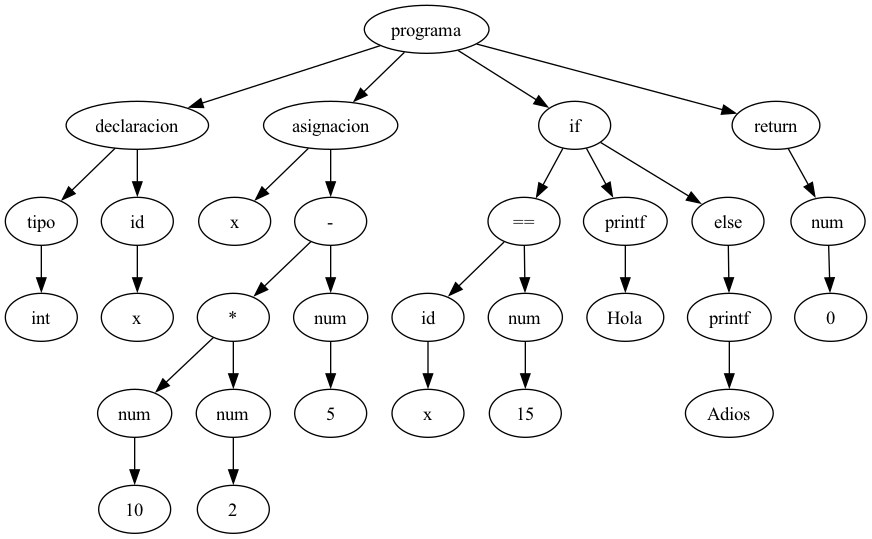 programa
declaracion asignacion if return
tipo id x - == printf else num
int x * num id num Hola printf 0
num num 5 x 15 Adios
10 2